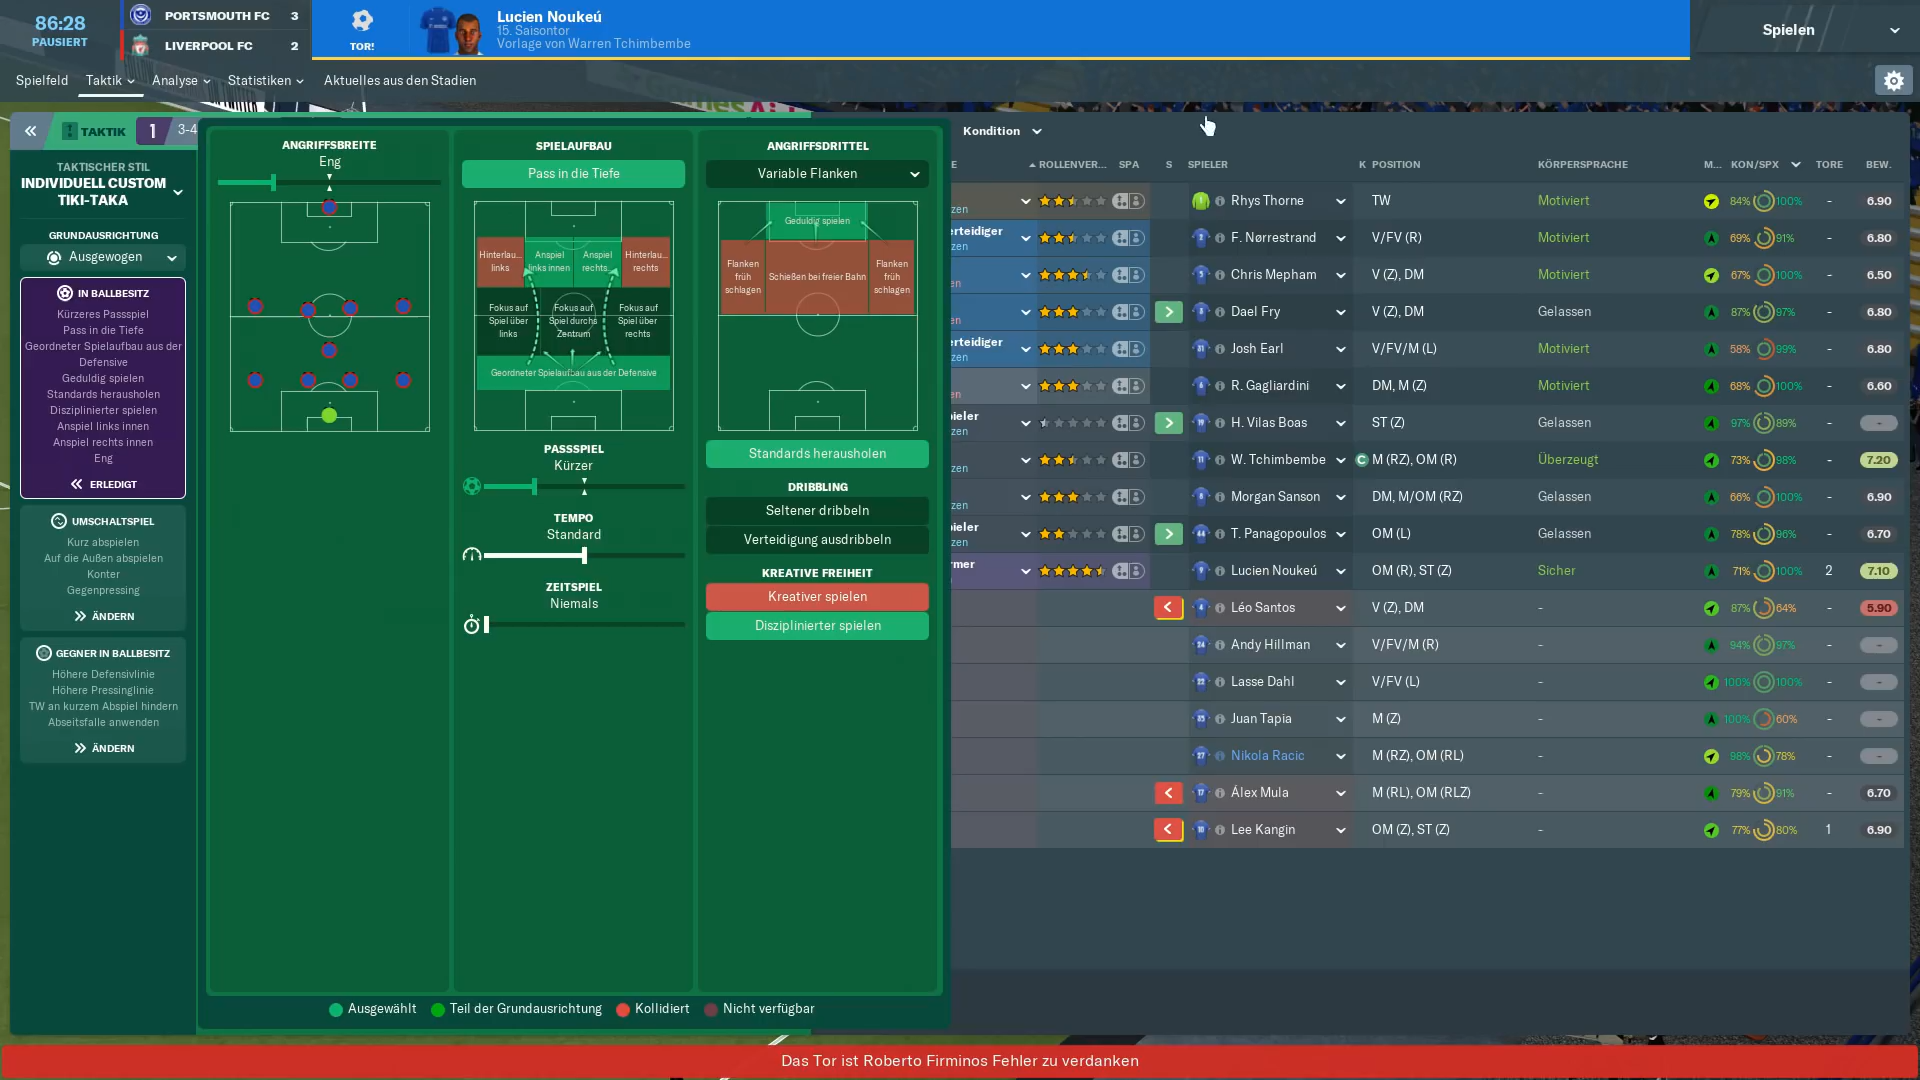 86:28
PAUSIERT
PORTSMOUTH FC 3
LIVERPOOL FC 2
TOR!
Lucien Noukeú
15. Saisontor
Vorlage von Warren Tchimbembe
Spielen
Spielfeld Taktik Analyse Statistiken Aktuelles aus den Stadien
TAKTIK 1 3-4
TAKTISCHER STIL
INDIVIDUELL CUSTOM
TIKI-TAKA
GRUNDAUSRICHTUNG
Ausgewogen
IN BALLBESITZ
Kürzeres Passspiel
Pass in die Tiefe
Geordneter Spielaufbau aus der
Defensive
Geduldig spielen
Standards herausholen
Disziplinierter spielen
Anspiel links innen
Anspiel rechts innen
Eng
ERLEDIGT
UMSCHALTSPIEL
Kurz abspielen
Auf die Außen abspielen
Konter
Gegenpressing
ÄNDERN
GEGNER IN BALLBESITZ
Höhere Defensivlinie
Höhere Pressinglinie
TW an kurzem Abspiel hindern
Abseitsfalle anwenden
ÄNDERN
ANGRIFFSBREITE
Eng
SPIELAUFBAU
Pass in die Tiefe
Hinterlau... links
Anspiel links innen
Anspiel rechts...
Hinterlau... rechts
Fokus auf Spiel über links
Fokus auf Spiel durchs Zentrum
Fokus auf Spiel über rechts
Geordneter Spielaufbau aus der Defensive
PASSSPIEL
Kürzer
TEMPO
Standard
ZEITSPIEL
Niemals
ANGRIFFSDRITTEL
Variable Flanken
Geduldig spielen
Flanken früh schlagen
Schießen bei freier Bahn
Flanken früh schlagen
Standards herausholen
DRIBBLING
Seltener dribbeln
Verteidigung ausdribbeln
KREATIVE FREIHEIT
Kreativer spielen
Disziplinierter spielen
Ausgewählt Teil der Grundausrichtung Kollidiert Nicht verfügbar
Kondition
E ROLLENVER... SPA S SPIELER K POSITION KÖRPERSPRACHE M... KON/SPX TORE BEW.
zen Rhys Thorne TW Motiviert 84% 100% - 6.90
erteidiger zen F. Nørrestrand V/FV (R) Motiviert 69% 91% - 6.80
Chris Mepham V (Z), DM Motiviert 67% 100% - 6.50
en Dael Fry V (Z), DM Gelassen 87% 97% - 6.80
erteidiger zen Josh Earl V/FV/M (L) Motiviert 58% 99% - 6.80
en R. Gagliardini DM, M (Z) Motiviert 68% 100% - 6.60
pieler zen H. Vilas Boas ST (Z) Gelassen 97% 89% - -
zen W. Tchimbembe C M (RZ), OM (R) Überzeugt 73% 98% - 7.20
zen Morgan Sanson DM, M/OM (RZ) Gelassen 66% 100% - 6.90
pieler zen T. Panagopoulos OM (L) Gelassen 78% 96% - 6.70
rmer Lucien Noukeú OM (R), ST (Z) Sicher 71% 100% 2 7.10
Léo Santos V (Z), DM - 87% 64% - 5.90
Andy Hillman V/FV/M (R) - 94% 97% - -
Lasse Dahl V/FV (L) - 100% 100% - -
Juan Tapia M (Z) - 100% 60% - -
Nikola Racic M (RZ), OM (RL) - 98% 78% - -
Álex Mula M (RL), OM (RLZ) - 79% 91% - 6.70
Lee Kangin OM (Z), ST (Z) - 77% 80% 1 6.90
Das Tor ist Roberto Firminos Fehler zu verdanken